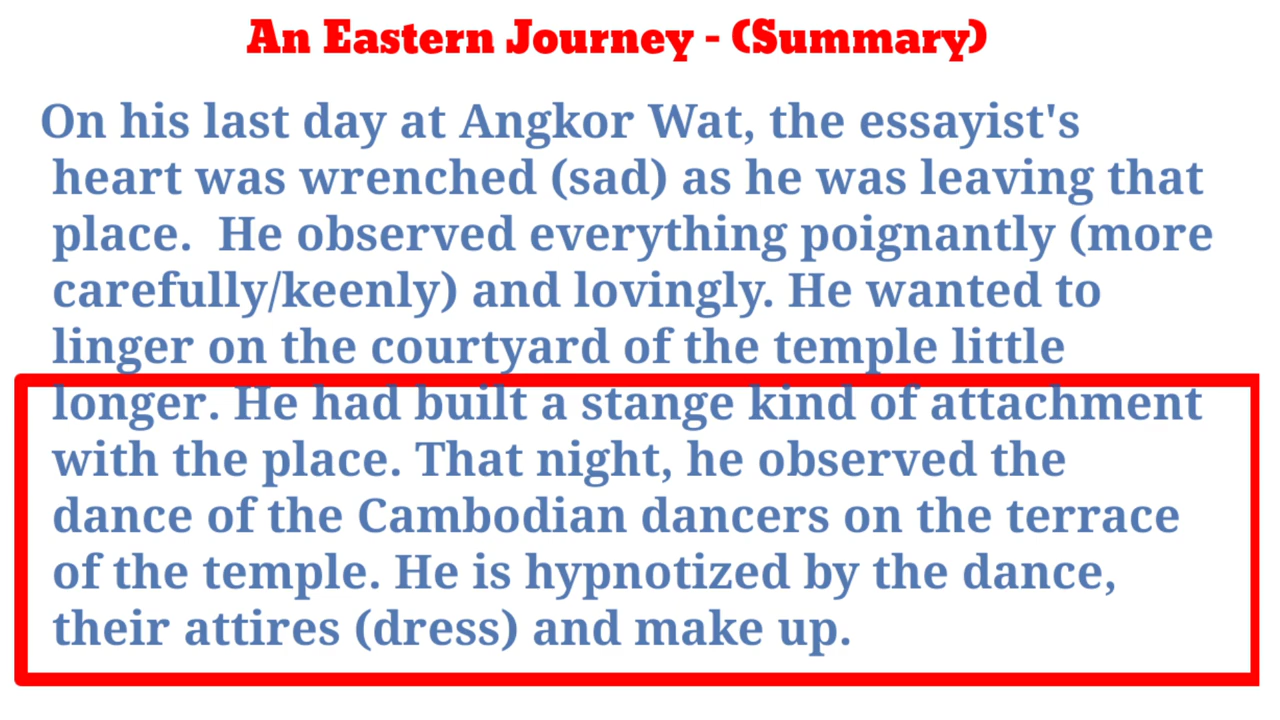 An Eastern Journey - (Summary)
On his last day at Angkor Wat, the essayist's
heart was wrenched (sad) as he was leaving that
place. He observed everything poignantly (more
carefully/keenly) and lovingly. He wanted to
linger on the courtyard of the temple little
longer. He had built a stange kind of attachment
with the place. That night, he observed the
dance of the Cambodian dancers on the terrace
of the temple. He is hypnotized by the dance,
their attires (dress) and make up.